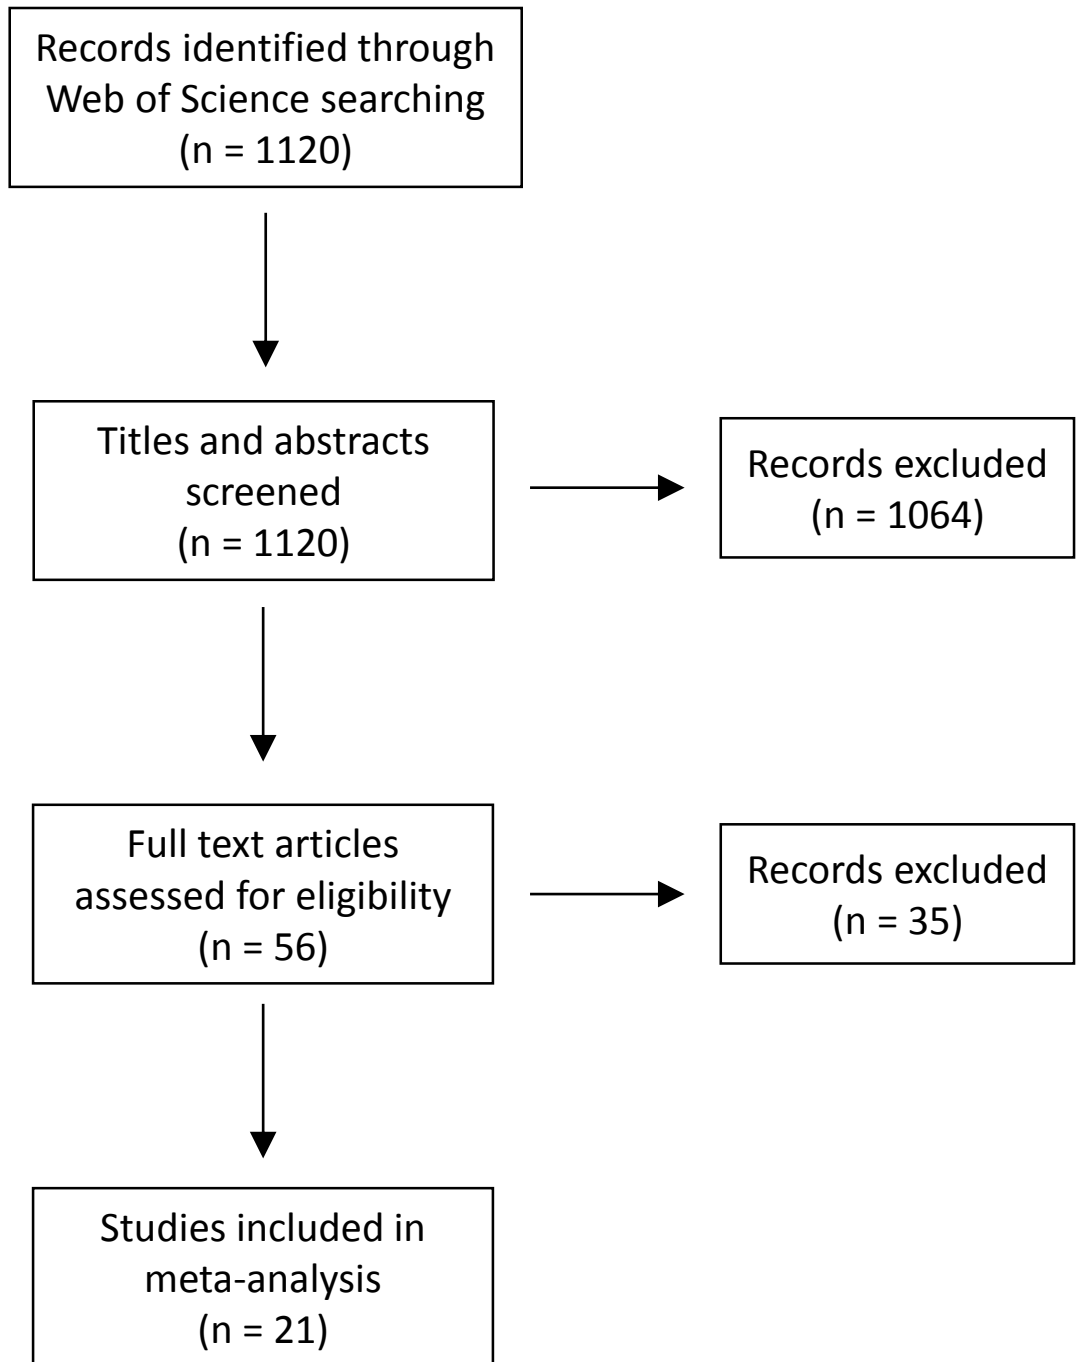 Records identified through
Web of Science searching
(n = 1120)
Titles and abstracts
screened
(n = 1120)
Records excluded
(n = 1064)
Full text articles
assessed for eligibility
(n = 56)
Records excluded
(n = 35)
Studies included in
meta-analysis
(n = 21)